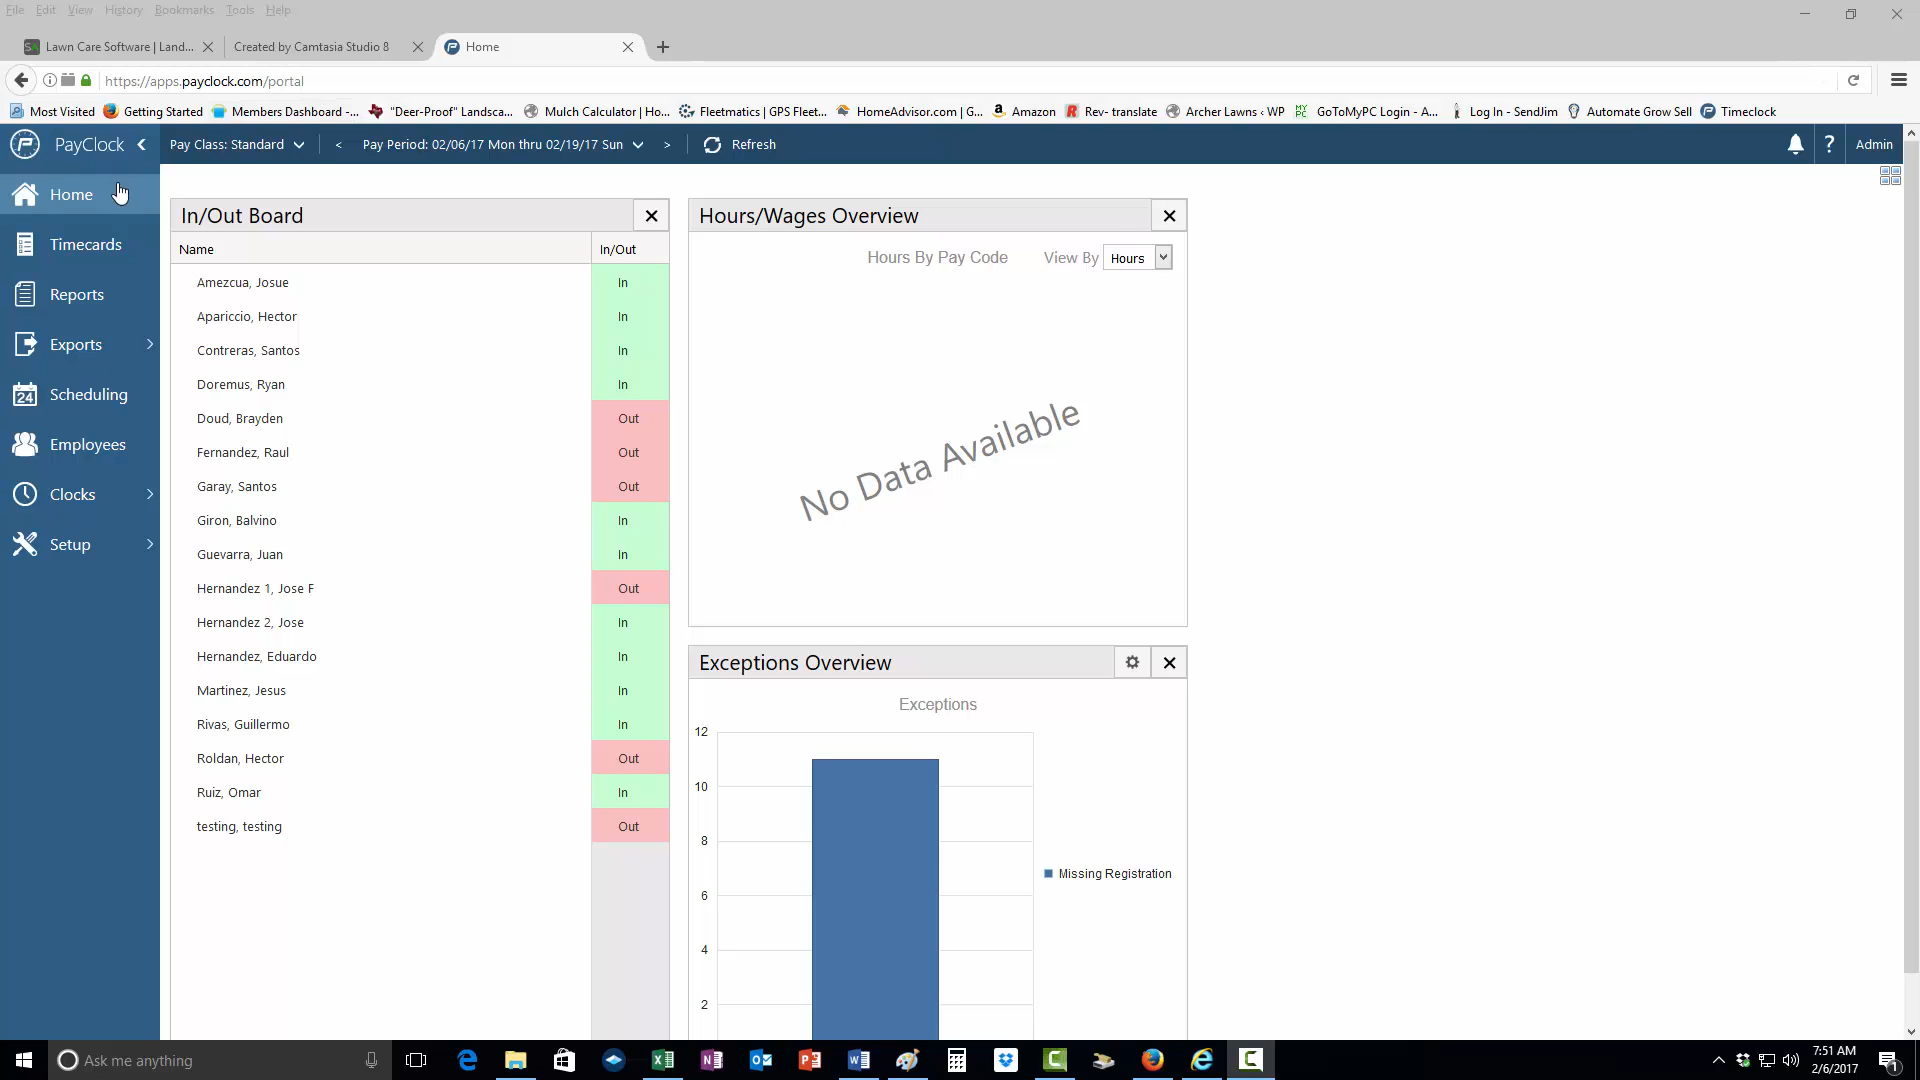 File Edit View History Bookmarks Tools Help
Lawn Care Software | Land... Created by Camtasia Studio 8 Home
https://apps.payclock.com/portal
Most Visited Getting Started Members Dashboard -... "Deer-Proof" Landsca... Mulch Calculator | Ho... Fleetmatics | GPS Fleet... HomeAdvisor.com | G... Amazon Rev- translate Archer Lawns ‹ WP GoToMyPC Login - A... Log In - SendJim Automate Grow Sell Timeclock
PayClock Pay Class: Standard < Pay Period: 02/06/17 Mon thru 02/19/17 Sun > Refresh ? Admin
Home
Timecards
Reports
Exports
24 Scheduling
Employees
Clocks
Setup
In/Out Board
Name In/Out
Amezcua, Josue In
Apariccio, Hector In
Contreras, Santos In
Doremus, Ryan In
Doud, Brayden Out
Fernandez, Raul Out
Garay, Santos Out
Giron, Balvino In
Guevarra, Juan In
Hernandez 1, Jose F Out
Hernandez 2, Jose In
Hernandez, Eduardo In
Martinez, Jesus In
Rivas, Guillermo In
Roldan, Hector Out
Ruiz, Omar In
testing, testing Out
Hours/Wages Overview
Hours By Pay Code View By Hours
No Data Available
Exceptions Overview
Exceptions
12
10
8
6
4
2
Missing Registration
Ask me anything
7:51 AM
2/6/2017
1